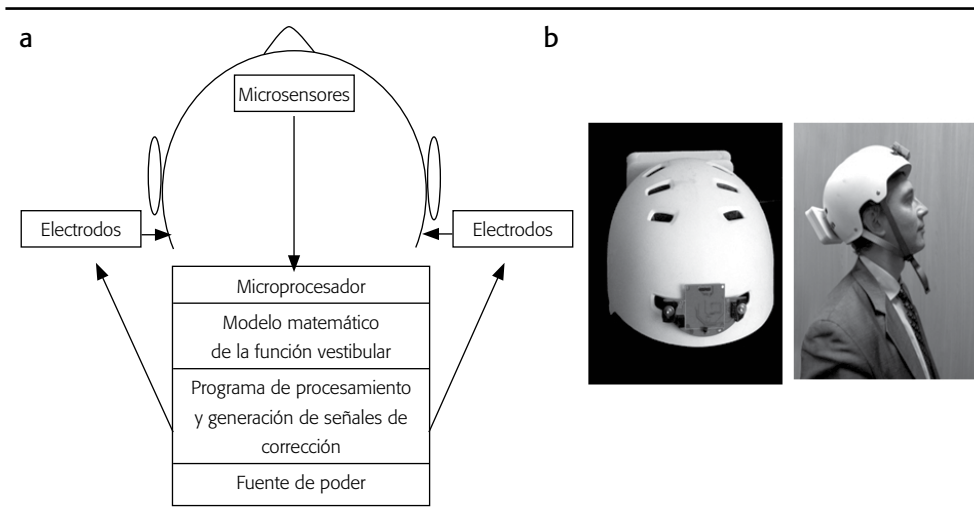 a
b
Microsensores
Electrodos
Electrodos
Microprocesador
Modelo matemático
de la función vestibular
Programa de procesamiento
y generación de señales de
corrección
Fuente de poder